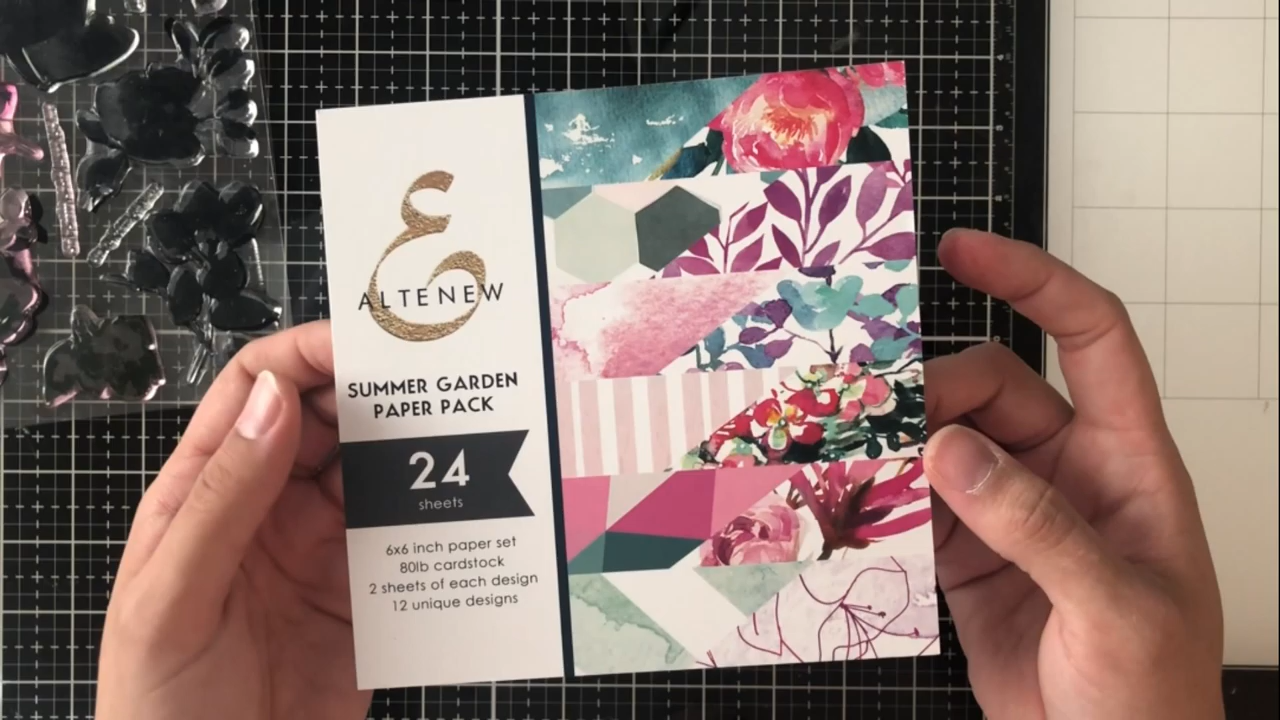 ALTENEW
SUMMER GARDEN
PAPER PACK
24
sheets
6x6 inch paper set
80lb cardstock
2 sheets of each design
12 unique designs